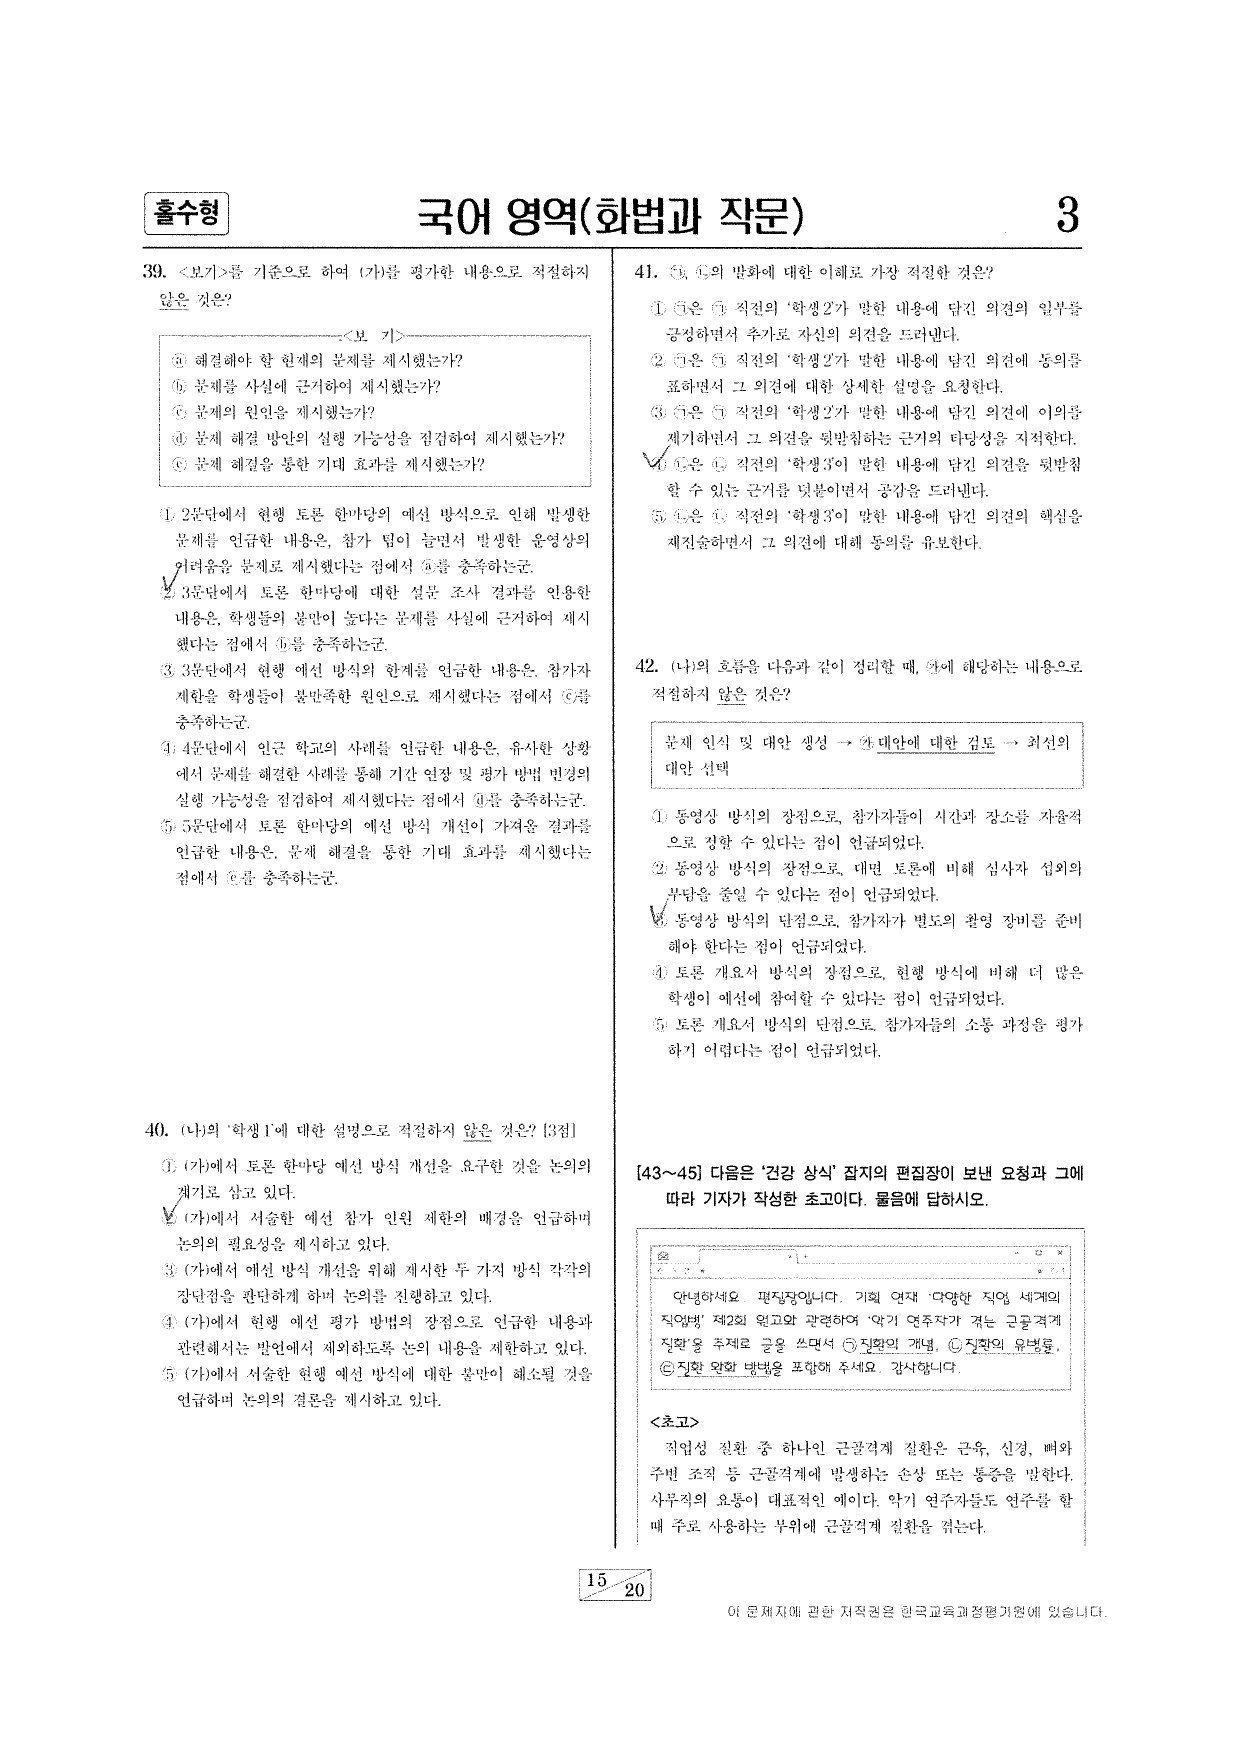 홀수형
국어 영역(화법과 작문)
3
39. <보기>를 기준으로 하여 (가)를 평가한 내용으로 적절하지
않은 것은?
<보 기>
ⓐ 해결해야 할 현재의 문제를 제시했는가?
ⓑ 문제를 사실에 근거하여 제시했는가?
ⓒ 문제의 원인을 제시했는가?
ⓓ 문제 해결 방안의 실행 가능성을 점검하여 제시했는가?
ⓔ 문제 해결을 통한 기대 효과를 제시했는가?
① 2문단에서 현행 토론 한마당의 예선 방식으로 인해 발생한
문제를 언급한 내용은, 참가 팀이 늘면서 발생한 운영상의
어려움을 문제로 제시했다는 점에서 ⓐ를 충족하는군.
② 3문단에서 토론 한마당에 대한 설문 조사 결과를 인용한
내용은, 학생들의 불만이 높다는 문제를 사실에 근거하여 제시
했다는 점에서 ⓑ를 충족하는군.
③ 3문단에서 현행 예선 방식의 한계를 언급한 내용은, 참가자
제한을 학생들이 불만족한 원인으로 제시했다는 점에서 ⓒ를
충족하는군.
④ 4문단에서 인근 학교의 사례를 언급한 내용은, 유사한 상황
에서 문제를 해결한 사례를 통해 기간 연장 및 평가 방법 변경의
실행 가능성을 점검하여 제시했다는 점에서 ⓓ를 충족하는군.
⑤ 5문단에서 토론 한마당의 예선 방식 개선이 가져올 결과를
언급한 내용은, 문제 해결을 통한 기대 효과를 제시했다는
점에서 ⓔ를 충족하는군.
40. (나)의 ‘학생 1’에 대한 설명으로 적절하지 않은 것은? [3점]
① (가)에서 토론 한마당 예선 방식 개선을 요구한 것을 논의의
계기로 삼고 있다.
② (가)에서 서술한 예선 참가 인원 제한의 배경을 언급하며
논의의 필요성을 제시하고 있다.
③ (가)에서 예선 방식 개선을 위해 제시한 두 가지 방식 각각의
장단점을 판단하게 하며 논의를 진행하고 있다.
④ (가)에서 현행 예선 평가 방법의 장점으로 언급한 내용과
관련해서는 발언에서 제외하도록 논의 내용을 제한하고 있다.
⑤ (가)에서 서술한 현행 예선 방식에 대한 불만이 해소될 것을
언급하며 논의의 결론을 제시하고 있다.
41. ㉠, ㉡의 발화에 대한 이해로 가장 적절한 것은?
① ㉠은 ㉠ 직전의 ‘학생 2’가 말한 내용에 담긴 의견의 일부를
긍정하면서 추가로 자신의 의견을 드러낸다.
② ㉠은 ㉠ 직전의 ‘학생 2’가 말한 내용에 담긴 의견에 동의를
표하면서 그 의견에 대한 상세한 설명을 요청한다.
③ ㉠은 ㉠ 직전의 ‘학생 2’가 말한 내용에 담긴 의견에 이의를
제기하면서 그 의견을 뒷받침하는 근거의 타당성을 지적한다.
④ ㉡은 ㉡ 직전의 ‘학생 3’이 말한 내용에 담긴 의견을 뒷받침
할 수 있는 근거를 덧붙이면서 공감을 드러낸다.
⑤ ㉡은 ㉡ 직전의 ‘학생 3’이 말한 내용에 담긴 의견의 핵심을
재진술하면서 그 의견에 대해 동의를 유보한다.
42. (나)의 흐름을 다음과 같이 정리할 때, ㉮에 해당하는 내용으로
적절하지 않은 것은?
문제 인식 및 대안 생성 → ㉮ 대안에 대한 검토 → 최선의
대안 선택
① 동영상 방식의 장점으로, 참가자들이 시간과 장소를 자율적
으로 정할 수 있다는 점이 언급되었다.
② 동영상 방식의 장점으로, 대면 토론에 비해 심사자 섭외의
부담을 줄일 수 있다는 점이 언급되었다.
③ 동영상 방식의 단점으로, 참가자가 별도의 촬영 장비를 준비
해야 한다는 점이 언급되었다.
④ 토론 개요서 방식의 장점으로, 현행 방식에 비해 더 많은
학생이 예선에 참여할 수 있다는 점이 언급되었다.
⑤ 토론 개요서 방식의 단점으로, 참가자들의 소통 과정을 평가
하기 어렵다는 점이 언급되었다.
[43～45] 다음은 ‘건강 상식’ 잡지의 편집장이 보낸 요청과 그에
따라 기자가 작성한 초고이다. 물음에 답하시오.
안녕하세요. 편집장입니다. 기획 연재 ‘다양한 직업 세계의
직업병’ 제2회 원고와 관련하여 ‘악기 연주자가 겪는 근골격계
질환’을 주제로 글을 쓰면서 ㉠질환의 개념, ㉡질환의 유병률,
㉢질환 완화 방법을 포함해 주세요. 감사합니다.
<초고>
직업성 질환 중 하나인 근골격계 질환은 근육, 신경, 뼈와
주변 조직 등 근골격계에 발생하는 손상 또는 통증을 말한다.
사무직의 요통이 대표적인 예이다. 악기 연주자들도 연주를 할
때 주로 사용하는 부위에 근골격계 질환을 겪는다.
15
20
이 문제지에 관한 저작권은 한국교육과정평가원에 있습니다.